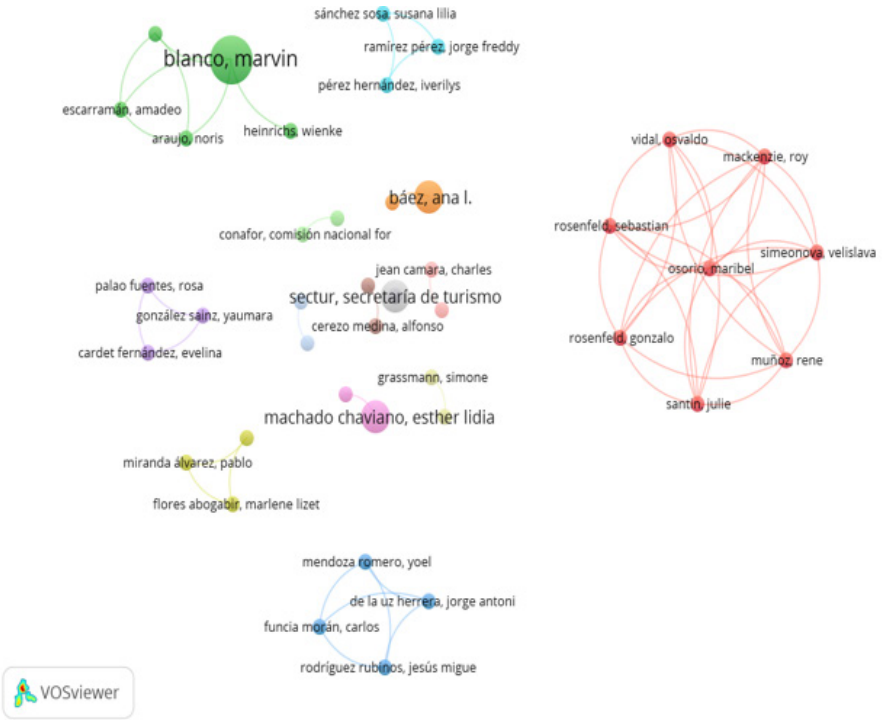 sánchez sosa, susana lilia
ramírez pérez, jorge freddy
blanco, marvin
pérez hernández, iverilys
escarramán, amadeo
heinrichs, wienke
araujo, noris
vidal, osvaldo
mackenzie, roy
báez, ana l.
rosenfeld, sebastian
conafor, comisión nacional for
simeonova, velislava
jean camara, charles
osorio, maribel
palao fuentes, rosa
sectur, secretaría de turismo
gonzález sainz, yaumara
cerezo medina, alfonso
rosenfeld, gonzalo
cardet fernández, evelina
muñoz, rene
grassmann, simone
santin, julie
machado chaviano, esther lidia
miranda álvarez, pablo
flores abogabir, marlene lizet
mendoza romero, yoel
de la uz herrera, jorge antoni
funcia morán, carlos
rodríguez rubinos, jesús migue
VOSviewer